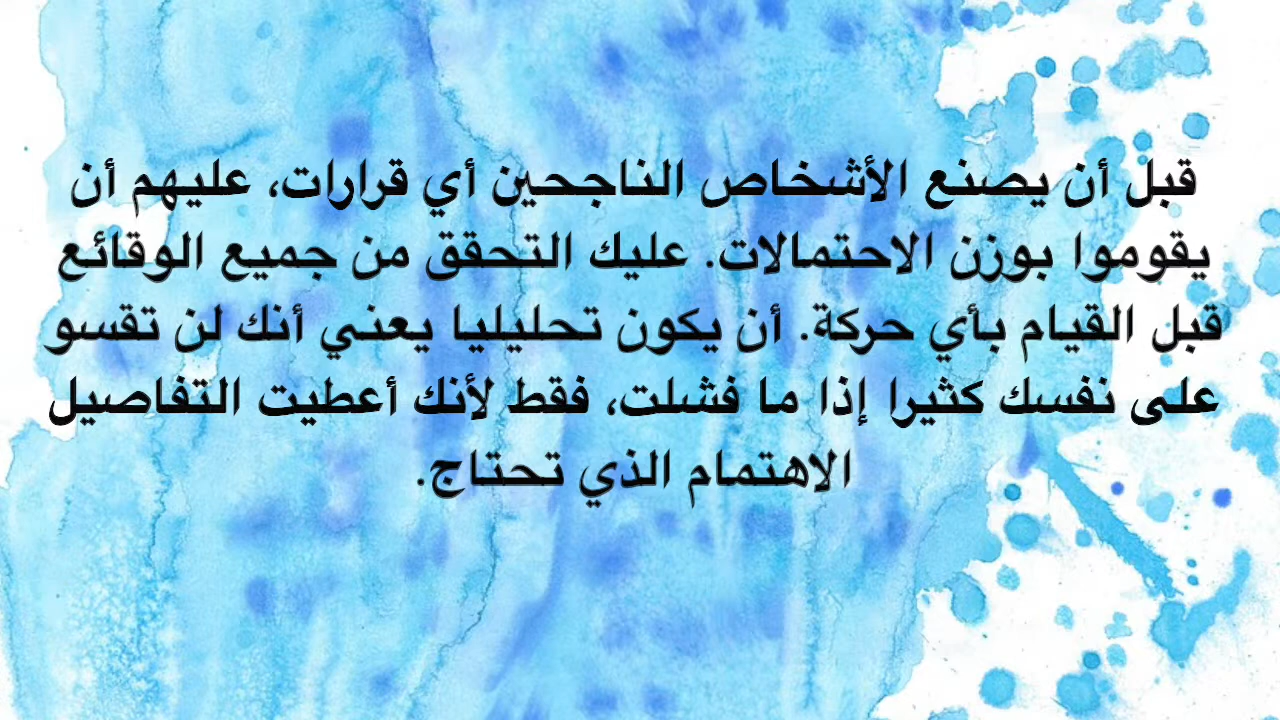 قبل أن يصنع الأشخاص الناجحين أي قرارات، عليهم أن
يقوموا بوزن الاحتمالات. عليك التحقق من جميع الوقائع
قبل القيام بأي حركة. أن يكون تحليليا يعني أنك لن تقسو
على نفسك كثيرا إذا ما فشلت، فقط لأنك أعطيت التفاصيل
الاهتمام الذي تحتاج.